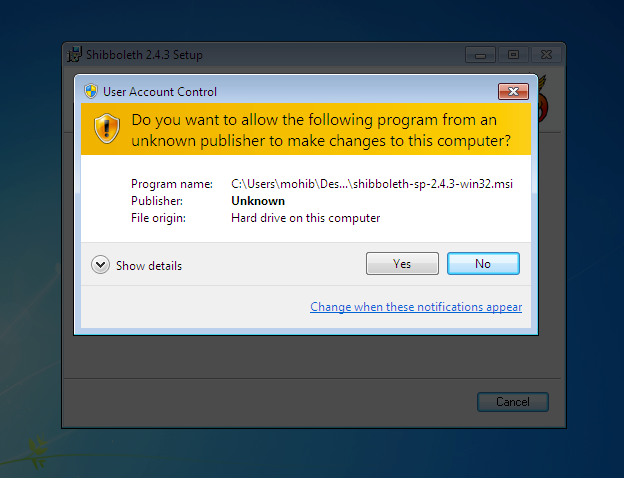 Shibboleth 2.4.3 Setup
User Account Control
Do you want to allow the following program from an
unknown publisher to make changes to this computer?
Program name: C:\Users\mohib\Des...\shibboleth-sp-2.4.3-win32.msi
Publisher: Unknown
File origin: Hard drive on this computer
Show details
Yes
No
Change when these notifications appear
Cancel